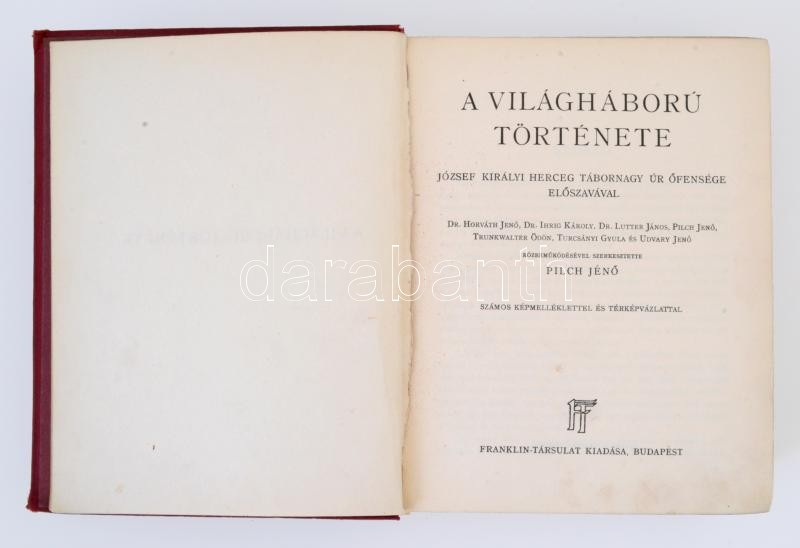 A VILÁGHÁBORÚ
TÖRTÉNETE
JÓZSEF KIRÁLYI HERCEG TÁBORNAGY ÚR ŐFENSÉGE
ELŐSZAVÁVAL
DR. HORVÁTH JENŐ, DR. IHRIG KÁROLY, DR. LUTTER JÁNOS, PILCH JENŐ,
TRUNKWALTER ÖDÖN, TURCSÁNYI GYULA ÉS UDVARY JENŐ
KÖZREMŰKÖDÉSÉVEL SZERKESZTETTE
PILCH JÉNŐ
SZÁMOS KÉPMELLÉKLETTEL ÉS TÉRKÉPVÁZLATTAL
FT
FRANKLIN-TÁRSULAT KIADÁSA, BUDAPEST
darabanth